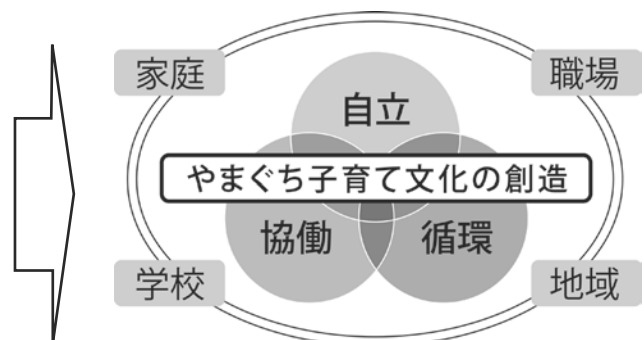 家庭
職場
自立
やまぐち子育て文化の創造
協働
循環
学校
地域